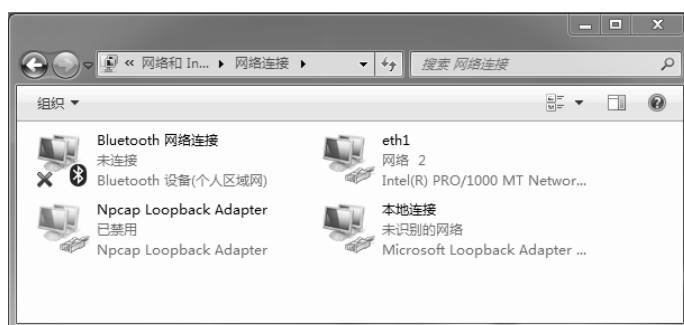 « 网络和 In... ▸ 网络连接 ▸
搜索 网络连接
组织 ▼
Bluetooth 网络连接
未连接
Bluetooth 设备(个人区域网)
eth1
网络 2
Intel(R) PRO/1000 MT Networ...
Npcap Loopback Adapter
已禁用
Npcap Loopback Adapter
本地连接
未识别的网络
Microsoft Loopback Adapter ...